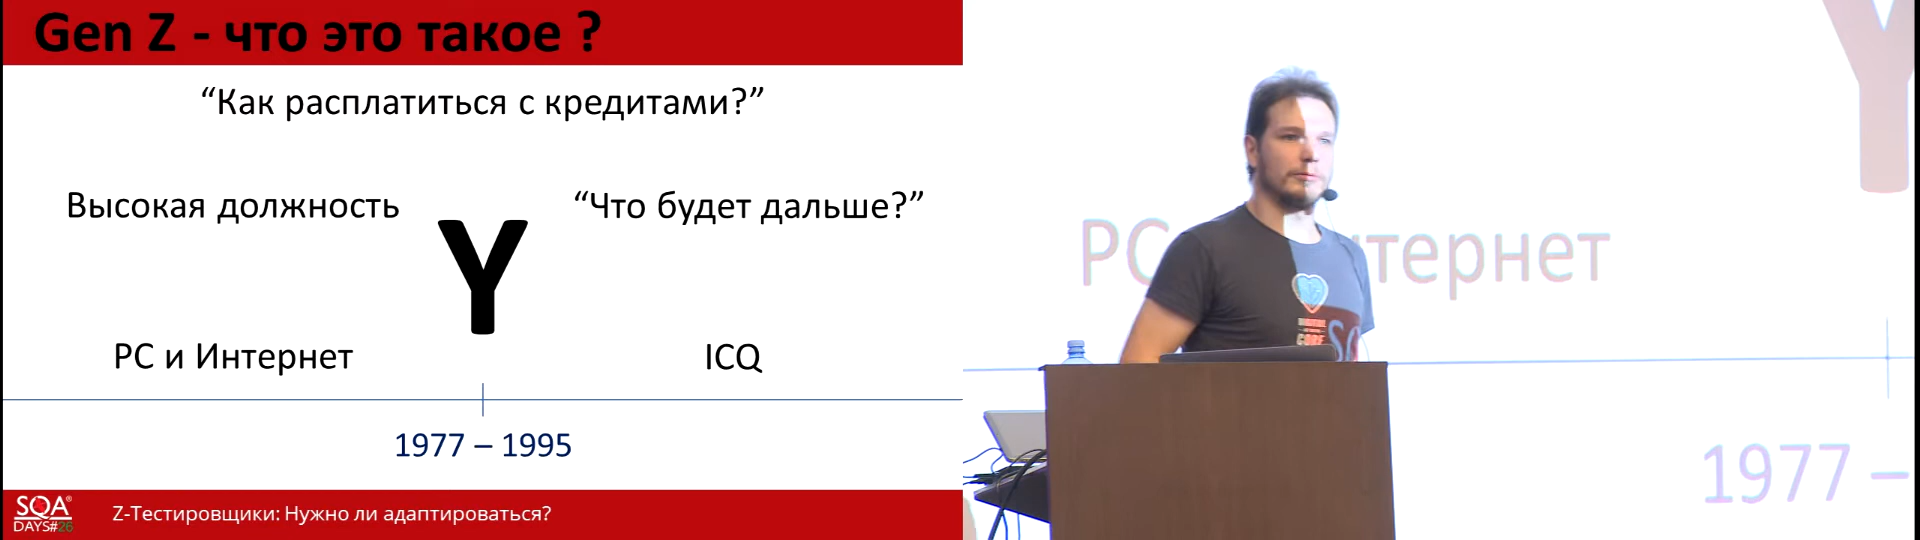 Gen Z - что это такое ?
“Как расплатиться с кредитами?”
Высокая должность
“Что будет дальше?”
Y
PC и Интернет
ICQ
1977 – 1995
SQA®
DAYS#26
Z-Тестировщики: Нужно ли адаптироваться?
Y
тернет
1977 –